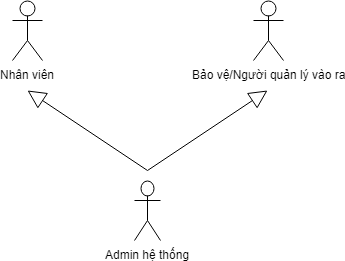 Nhân viên
Bảo vệ/Người quản lý vào ra
Admin hệ thống